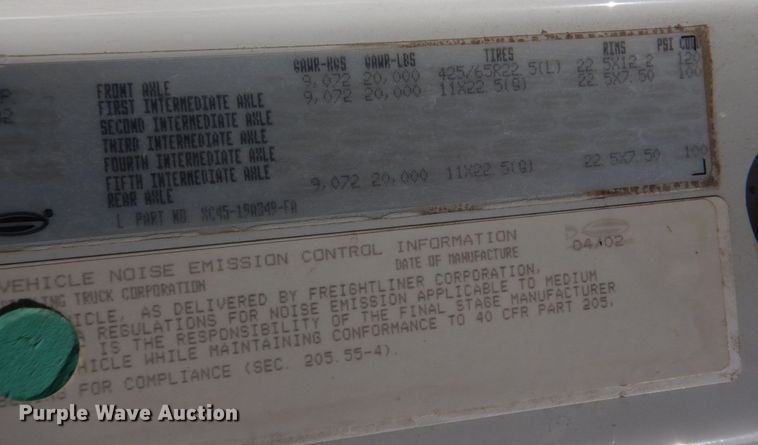 GAWR-KGS GAWR-LBS TIRES RIMS PSI COLD
FRONT AXLE 9,072 20,000 425/65R22.5(L) 22.5X12.2 120
FIRST INTERMEDIATE AXLE 9,072 20,000 11X22.5(G) 22.5X7.50 100
SECOND INTERMEDIATE AXLE
THIRD INTERMEDIATE AXLE
FOURTH INTERMEDIATE AXLE
FIFTH INTERMEDIATE AXLE
REAR AXLE 9,072 20,000 11X22.5(G) 22.5X7.50 100
PART NO.
VEHICLE NOISE EMISSION CONTROL INFORMATION
TRUCK CORPORATION DATE OF MANUFACTURE 04.02
ICLE, AS DELIVERED BY FREIGHTLINER CORPORATION,
REGULATIONS FOR NOISE EMISSION APPLICABLE TO MEDIUM
IS THE RESPONSIBILITY OF THE FINAL STAGE MANUFACTURER
HICLE WHILE MAINTAINING CONFORMANCE TO 40 CFR PART 205,
FOR COMPLIANCE (SEC. 205.55-4).
Purple Wave Auction